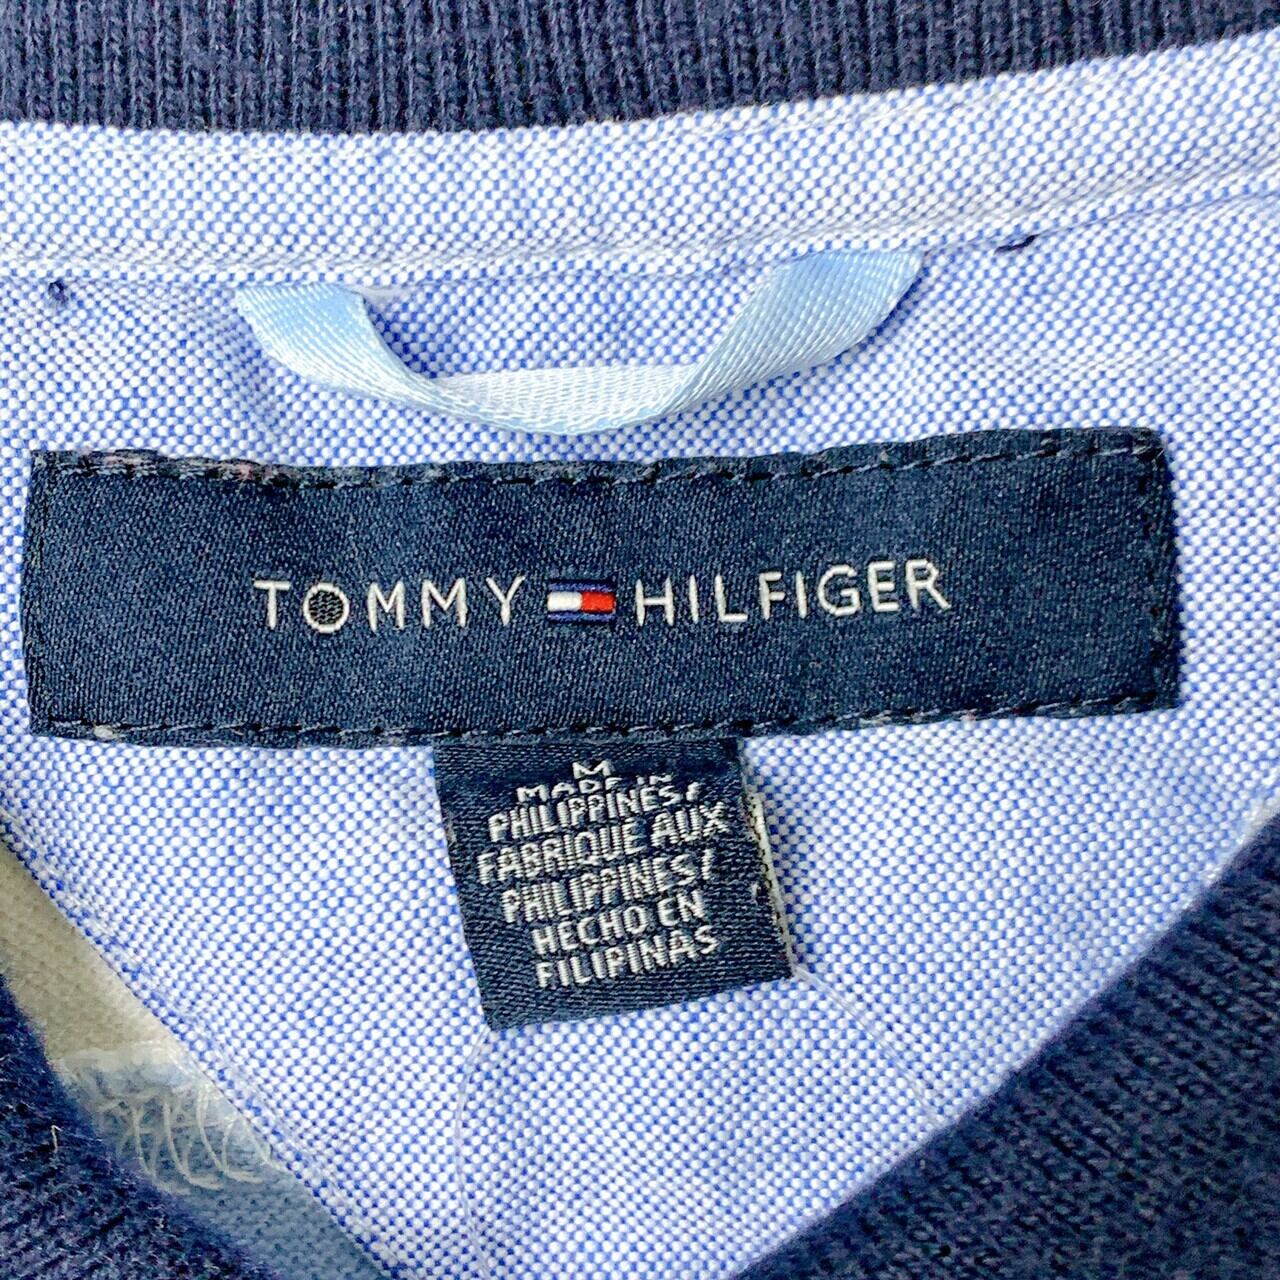 TOMMY HILFIGER
M
MADE IN
PHILIPPINES/
FABRIQUE AUX
PHILIPPINES/
HECHO EN
FILIPINAS